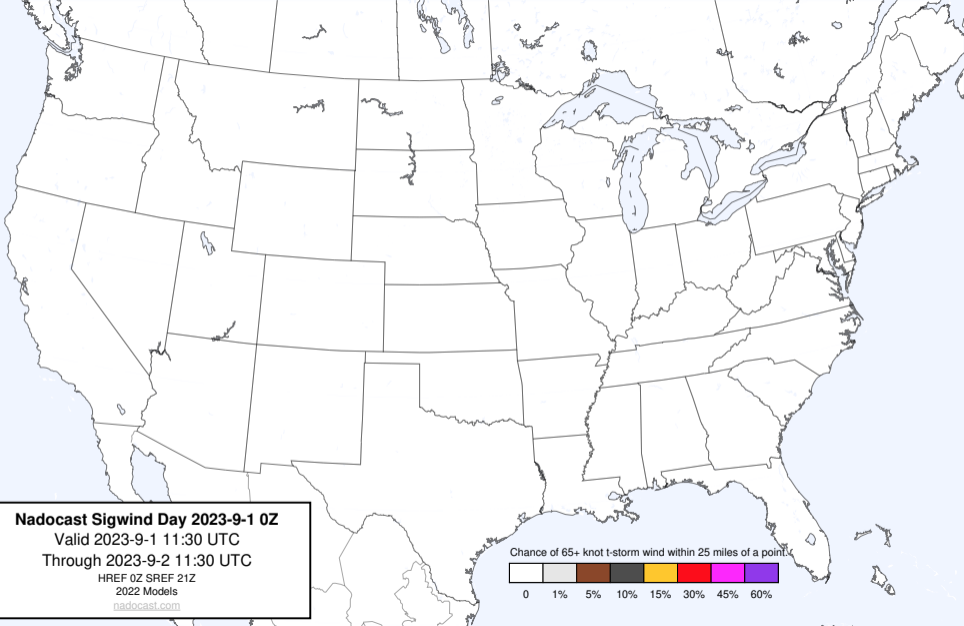 Nadocast Sigwind Day 2023-9-1 0Z
Valid 2023-9-1 11:30 UTC
Through 2023-9-2 11:30 UTC
HREF 0Z SREF 21Z
2022 Models
nadocast.com
Chance of 65+ knot t-storm wind within 25 miles of a point.
0 1% 5% 10% 15% 30% 45% 60%